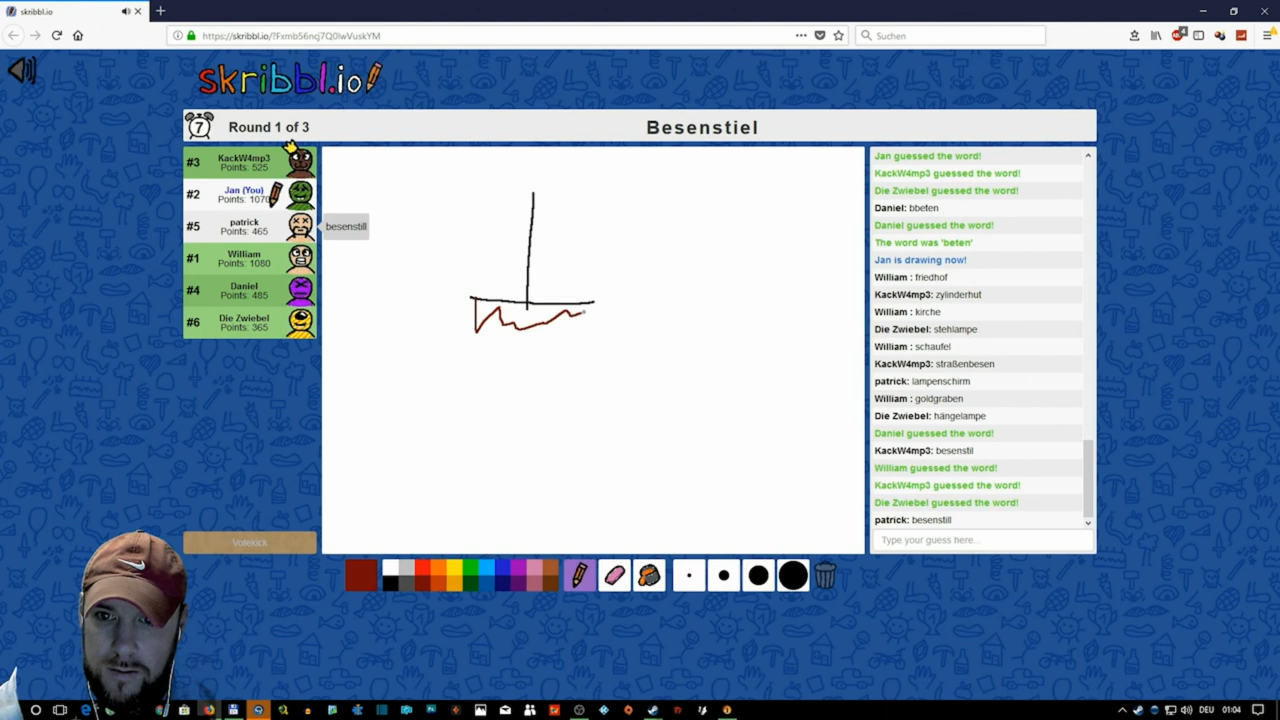 skribbl.io
https://skribbl.io/?Fxmb56ncj7Q0lwVuskYM
Suchen
skribbl.io
7
Round 1 of 3
Besenstiel
#3
KackW4mp3
Points: 525
#2
Jan (You)
Points: 1070
#5
patrick
Points: 465
besenstill
#1
William
Points: 1080
#4
Daniel
Points: 485
#6
Die Zwiebel
Points: 365
Votekick
Jan guessed the word!
KackW4mp3 guessed the word!
Die Zwiebel guessed the word!
Daniel: bbeten
Daniel guessed the word!
The word was 'beten'
Jan is drawing now!
William : friedhof
KackW4mp3: zylinderhut
William : kirche
Die Zwiebel: stehlampe
William : schaufel
KackW4mp3: straßenbesen
patrick: lampenschirm
William : goldgraben
Die Zwiebel: hängelampe
Daniel guessed the word!
KackW4mp3: besenstil
William guessed the word!
KackW4mp3 guessed the word!
Die Zwiebel guessed the word!
patrick: besenstill
Type your guess here...
DEU
01:04